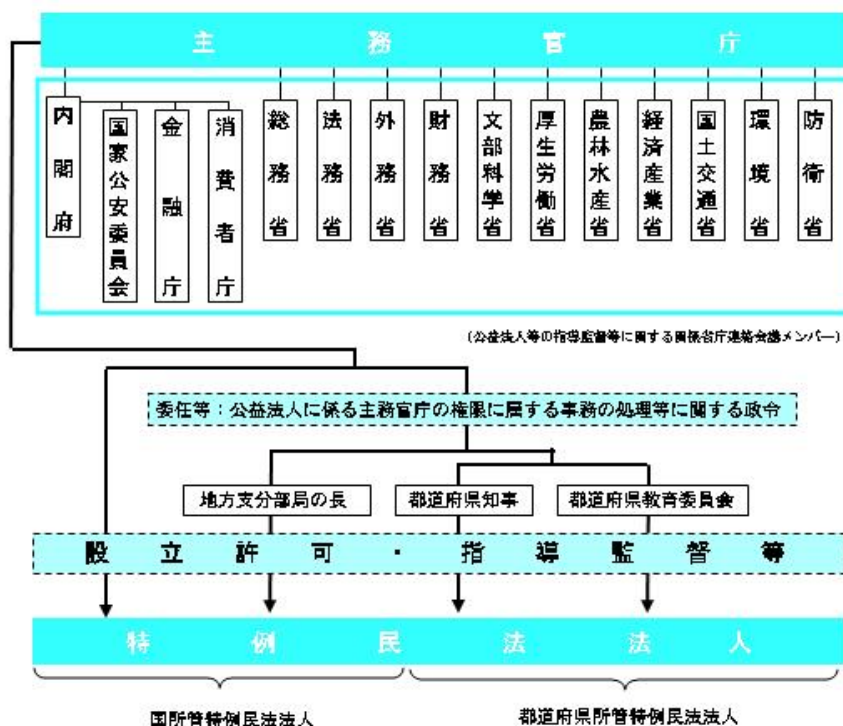 主務官庁
内閣府
国家公安委員会
金融庁
消費者庁
総務省
法務省
外務省
財務省
文部科学省
厚生労働省
農林水産省
経済産業省
国土交通省
環境省
防衛省
(公益法人等の指導監督等に関する関係省庁連絡会議メンバー)
委任等：公益法人に係る主務官庁の権限に属する事務の処理等に関する政令
地方支分部局の長
都道府県知事
都道府県教育委員会
設立許可・指導監督等
特例民法法人
国所管特例民法法人
都道府県所管特例民法法人